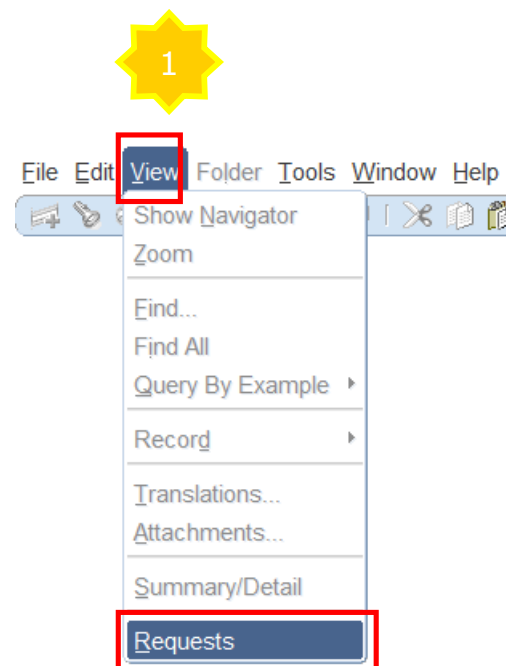 1
File Edit View Folder Tools Window Help
Show Navigator
Zoom
Find...
Find All
Query By Example
Record
Translations...
Attachments...
Summary/Detail
Requests